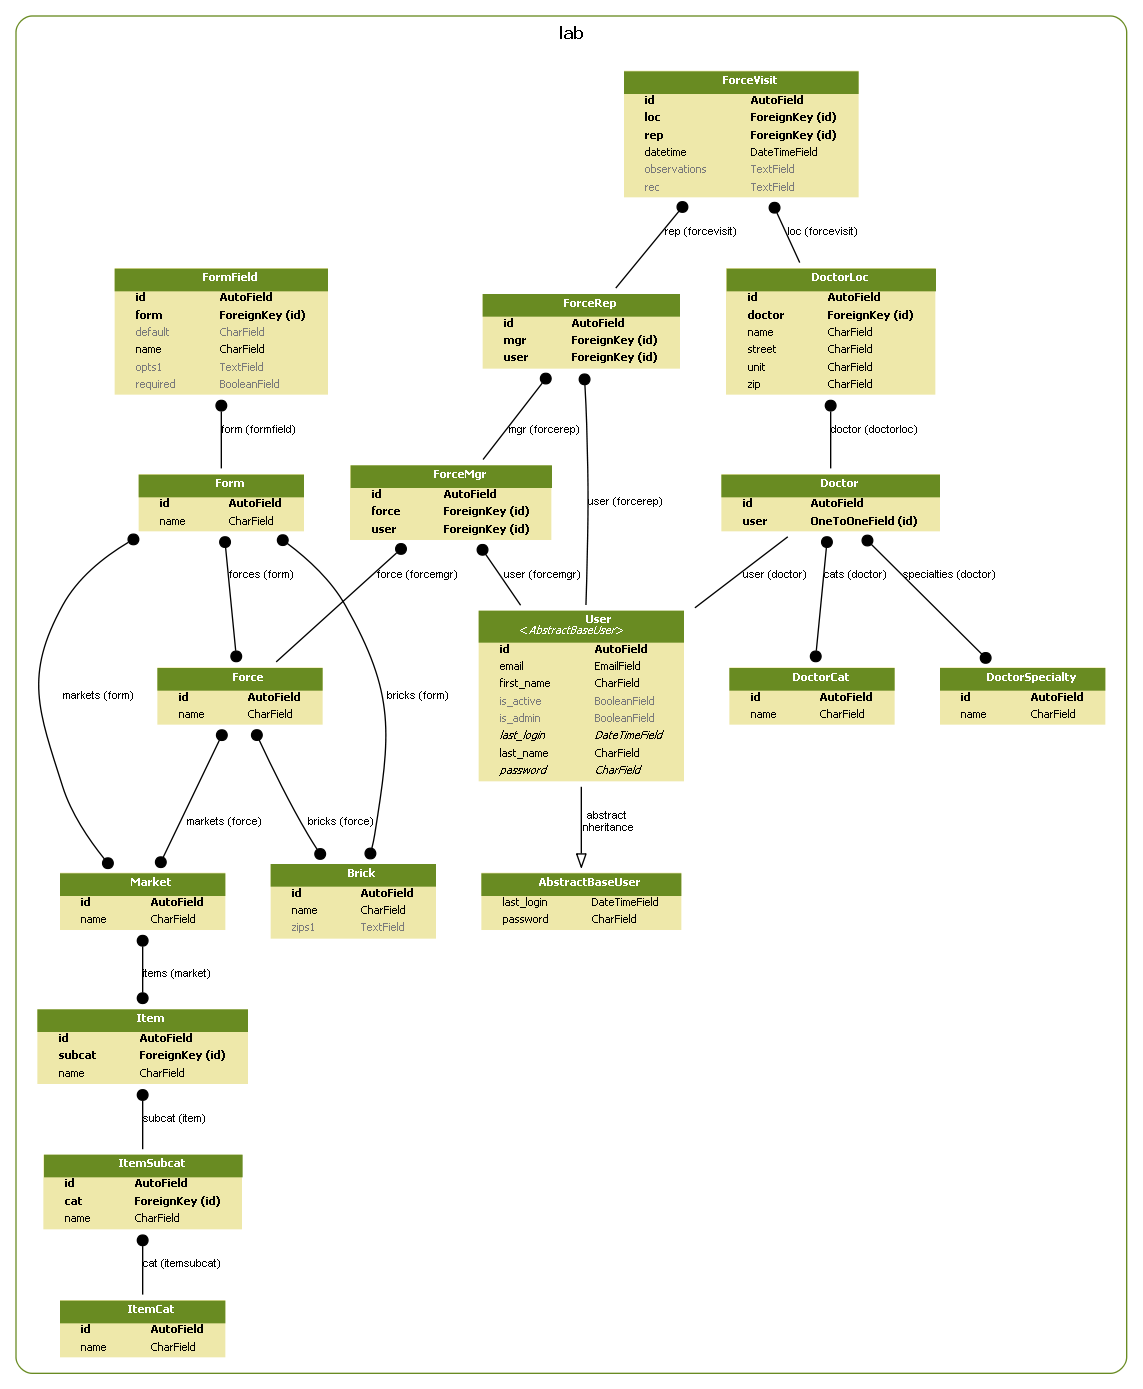 lab
ForceVisit
id AutoField
loc ForeignKey (id)
rep ForeignKey (id)
datetime DateTimeField
observations TextField
rec TextField
rep (forcevisit)
loc (forcevisit)
FormField
id AutoField
form ForeignKey (id)
default CharField
name CharField
opts1 TextField
required BooleanField
ForceRep
id AutoField
mgr ForeignKey (id)
user ForeignKey (id)
DoctorLoc
id AutoField
doctor ForeignKey (id)
name CharField
street CharField
unit CharField
zip CharField
form (formfield)
mgr (forcerep)
user (forcerep)
doctor (doctorloc)
Form
id AutoField
name CharField
ForceMgr
id AutoField
force ForeignKey (id)
user ForeignKey (id)
Doctor
id AutoField
user OneToOneField (id)
forces (form)
force (forcemgr)
user (forcemgr)
user (doctor)
cats (doctor)
specialties (doctor)
markets (form)
bricks (form)
Force
id AutoField
name CharField
User
<AbstractBaseUser>
id AutoField
email EmailField
first_name CharField
is_active BooleanField
is_admin BooleanField
last_login DateTimeField
last_name CharField
password CharField
DoctorCat
id AutoField
name CharField
DoctorSpecialty
id AutoField
name CharField
markets (force)
bricks (force)
abstract
inheritance
Market
id AutoField
name CharField
Brick
id AutoField
name CharField
zips1 TextField
AbstractBaseUser
last_login DateTimeField
password CharField
items (market)
Item
id AutoField
subcat ForeignKey (id)
name CharField
subcat (item)
ItemSubcat
id AutoField
cat ForeignKey (id)
name CharField
cat (itemsubcat)
ItemCat
id AutoField
name CharField